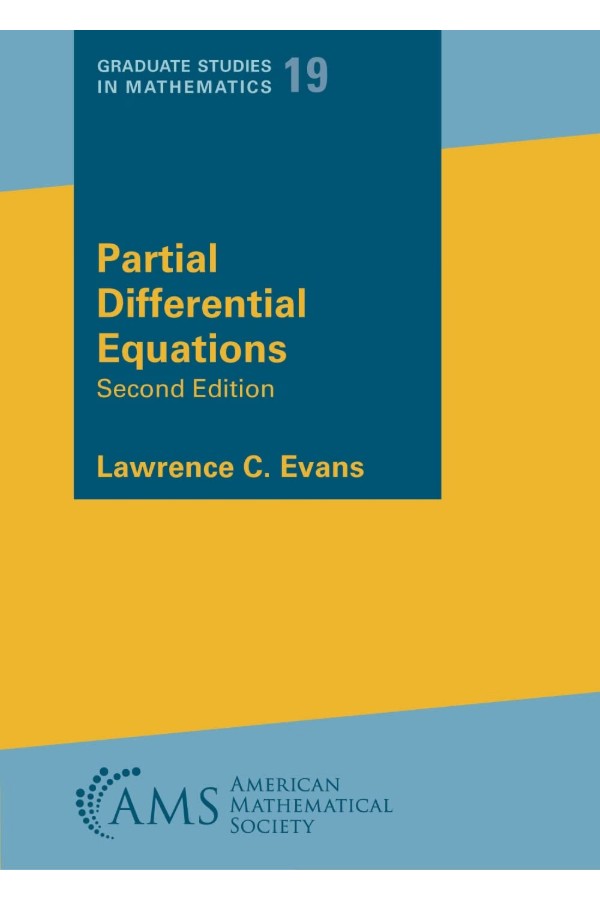 GRADUATE STUDIES
IN MATHEMATICS 19
Partial
Differential
Equations
Second Edition
Lawrence C. Evans
AMS
AMERICAN
MATHEMATICAL
SOCIETY